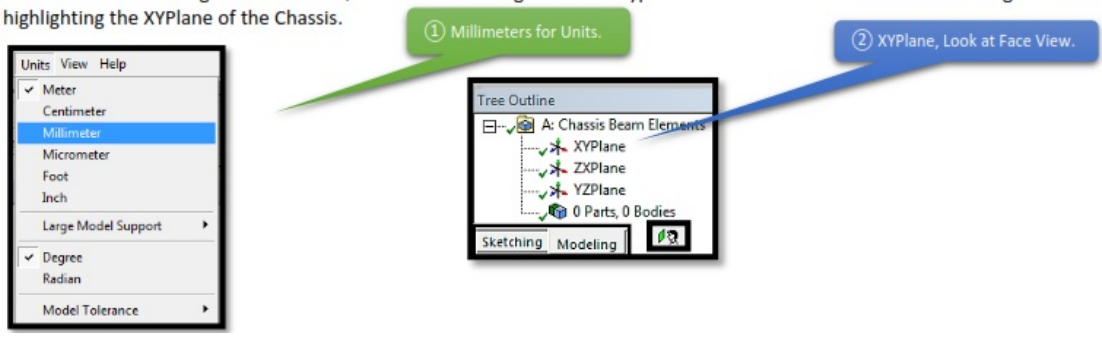 highlighting the XYPlane of the Chassis.
① Millimeters for Units.
② XYPlane, Look at Face View.
Units View Help
Meter
Centimeter
Millimeter
Micrometer
Foot
Inch
Large Model Support
Degree
Radian
Model Tolerance
Tree Outline
A: Chassis Beam Elements
XYPlane
ZXPlane
YZPlane
0 Parts, 0 Bodies
Sketching Modeling